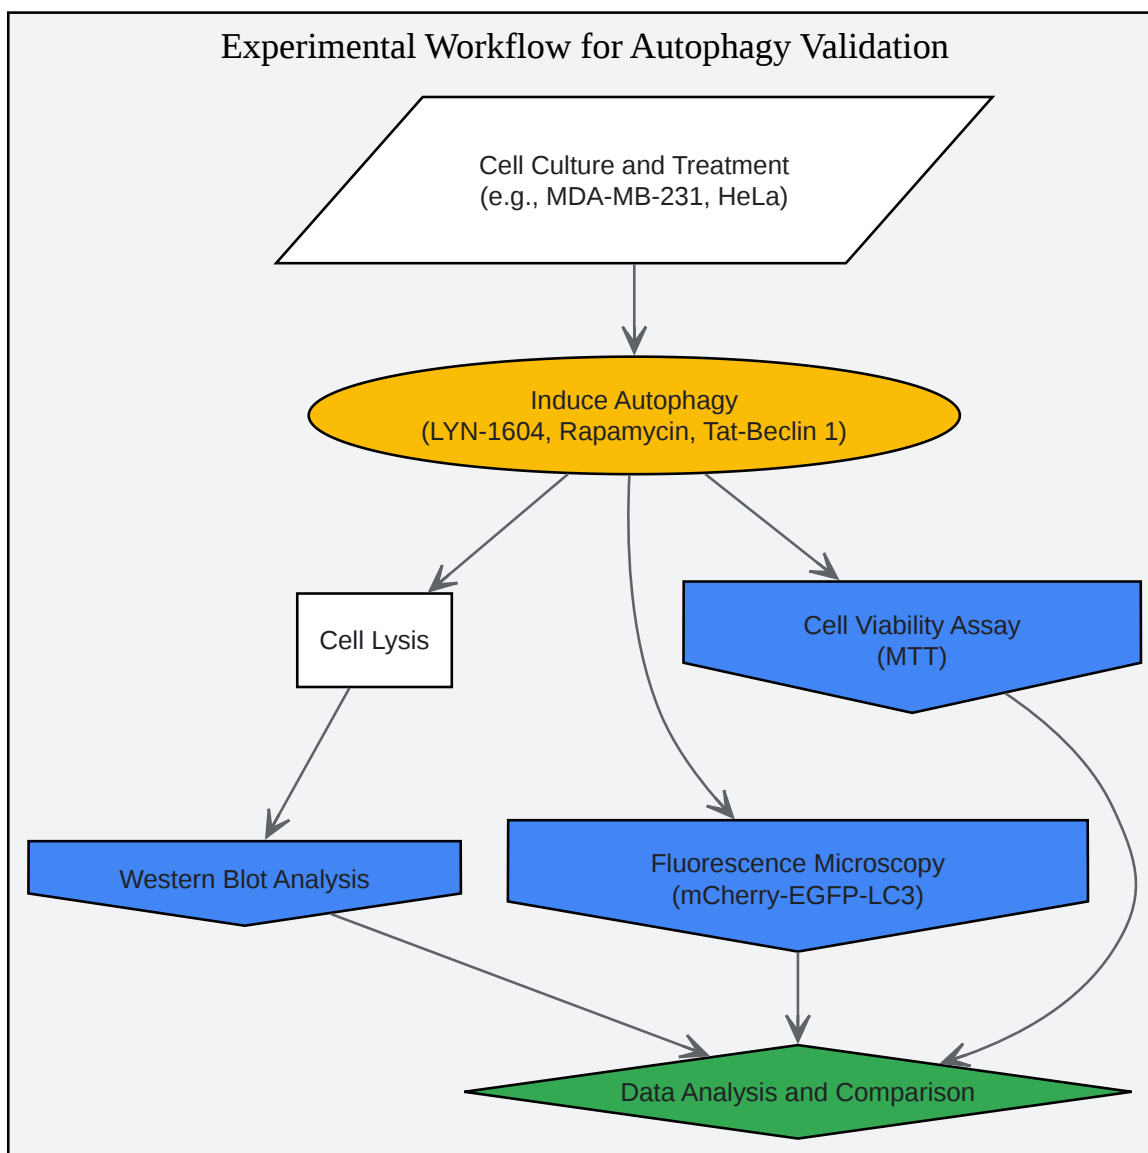 Experimental Workflow for Autophagy Validation
Cell Culture and Treatment
(e.g., MDA-MB-231, HeLa)
Induce Autophagy
(LYN-1604, Rapamycin, Tat-Beclin 1)
Cell Lysis
Cell Viability Assay
(MTT)
Western Blot Analysis
Fluorescence Microscopy
(mCherry-EGFP-LC3)
Data Analysis and Comparison